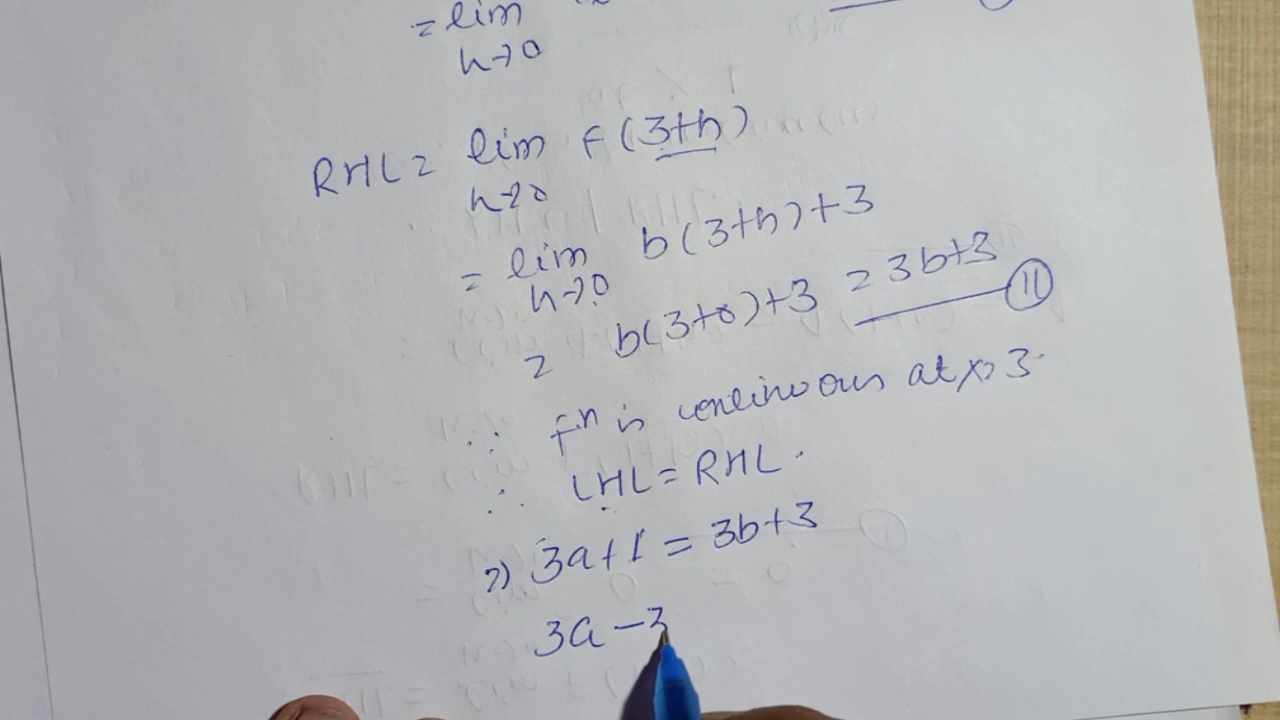 = lim
h→0
RHL = lim f(3+h)
h→0
= lim b(3+h)+3
h→0
= b(3+0)+3 = 3b+3 (II)
∴ fⁿ is continuous at x=3.
∴ LHL = RHL.
⇒ 3a+1 = 3b+3
3a-3